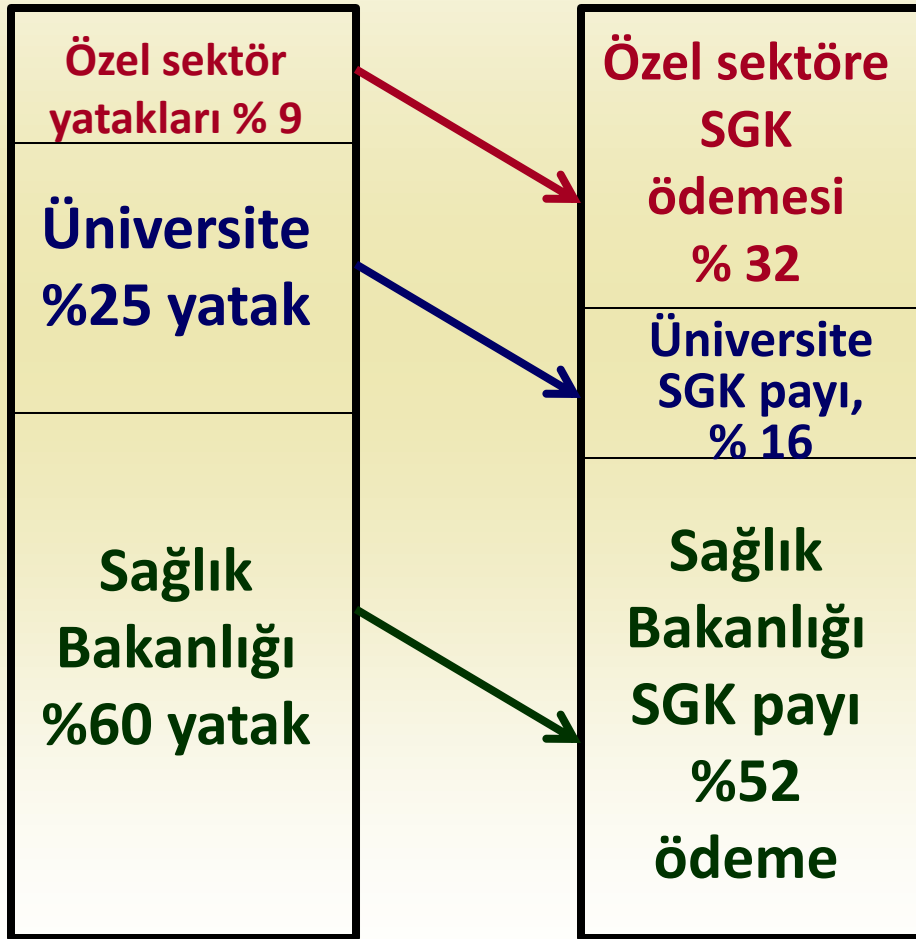 Özel sektör
yatakları % 9
Üniversite
%25 yatak
Sağlık
Bakanlığı
%60 yatak
Özel sektöre
SGK
ödemesi
% 32
Üniversite
SGK payı,
% 16
Sağlık
Bakanlığı
SGK payı
%52
ödeme